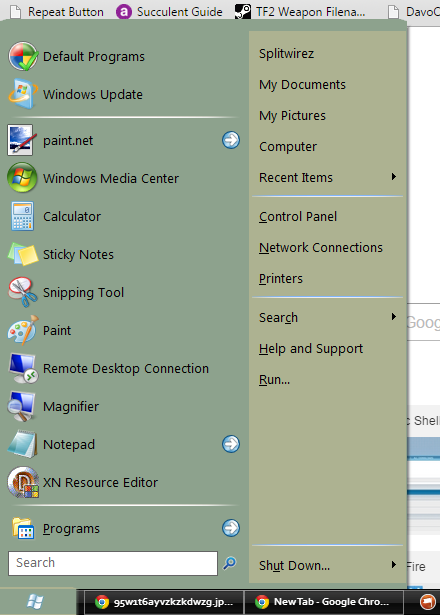 Repeat Button
Succulent Guide
TF2 Weapon Filena...
DavoC
Default Programs
Windows Update
paint.net
Windows Media Center
Calculator
Sticky Notes
Snipping Tool
Paint
Remote Desktop Connection
Magnifier
Notepad
XN Resource Editor
Programs
Search
Splitwirez
My Documents
My Pictures
Computer
Recent Items
Control Panel
Network Connections
Printers
Search
Help and Support
Run...
Shut Down...
Goog
c Shell
Fire
95w1t6ayvzkzkdwzg.jp...
New Tab - Google Chro...